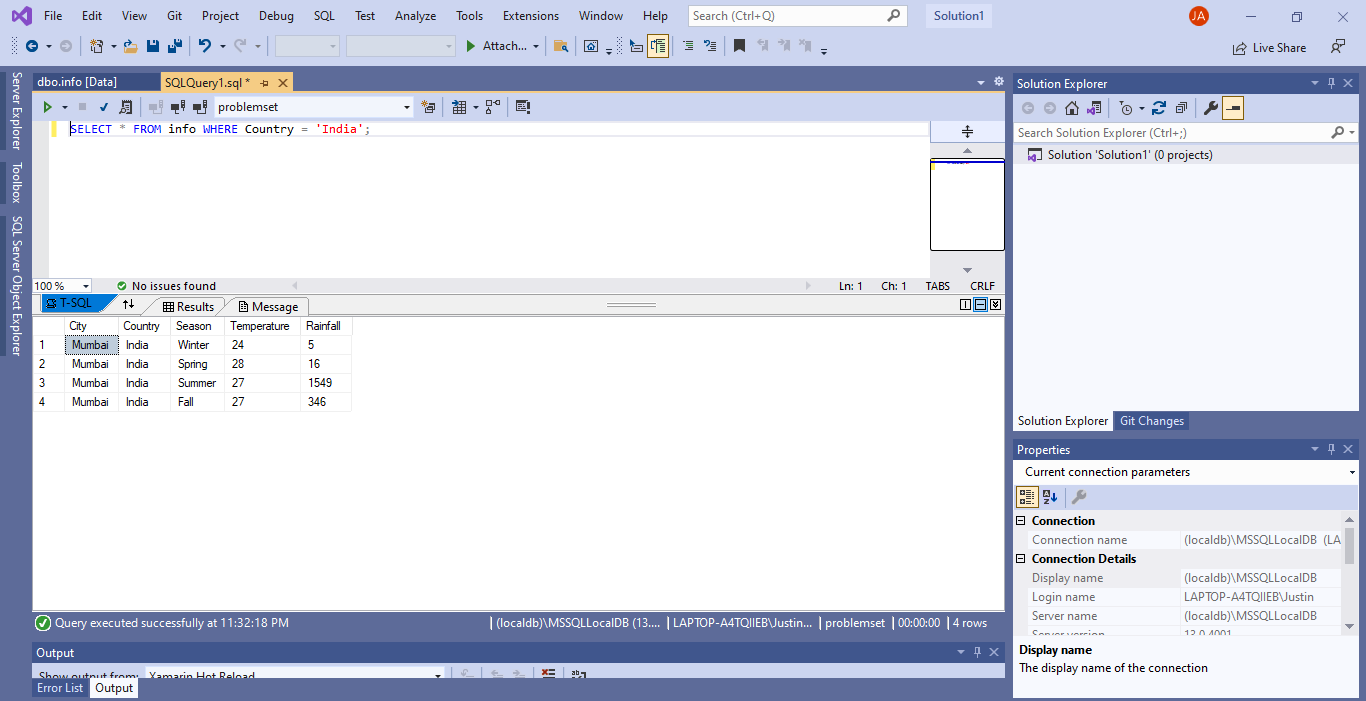 File Edit View Git Project Debug SQL Test Analyze Tools Extensions Window Help Search (Ctrl+Q) Solution1 JA
Attach... Live Share
Server Explorer
Toolbox
SQL Server Object Explorer
dbo.info [Data] SQLQuery1.sql *
problemset
SELECT * FROM info WHERE Country = 'India';
100 % No issues found Ln: 1 Ch: 1 TABS CRLF
T-SQL Results Message
City Country Season Temperature Rainfall
1 Mumbai India Winter 24 5
2 Mumbai India Spring 28 16
3 Mumbai India Summer 27 1549
4 Mumbai India Fall 27 346
Query executed successfully at 11:32:18 PM (localdb)\MSSQLLocalDB (13.... LAPTOP-A4TQIIEB\Justin... problemset 00:00:00 4 rows
Output
Show output from: Xamarin Hot Reload
Error List Output
Solution Explorer
Search Solution Explorer (Ctrl+;)
Solution 'Solution1' (0 projects)
Solution Explorer Git Changes
Properties
Current connection parameters
Connection
Connection name (localdb)\MSSQLLocalDB (LA
Connection Details
Display name (localdb)\MSSQLLocalDB
Login name LAPTOP-A4TQIIEB\Justin
Server name (localdb)\MSSQLLocalDB
Server version 13.0.4001
Display name
The display name of the connection